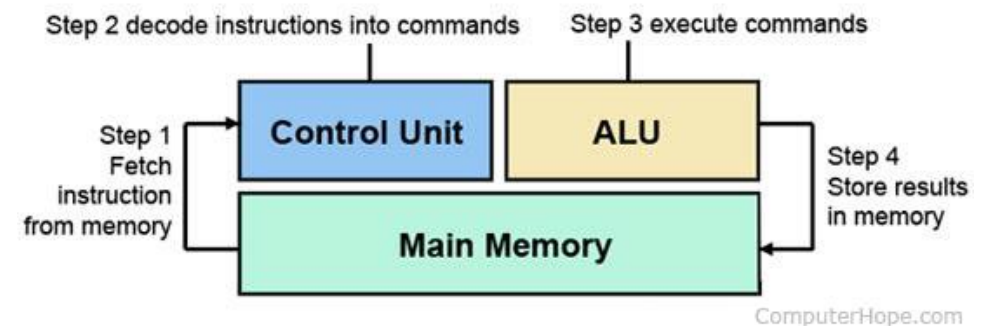 Step 2 decode instructions into commands
Step 3 execute commands
Control Unit
ALU
Step 1
Fetch
instruction
from memory
Step 4
Store results
in memory
Main Memory
ComputerHope.com